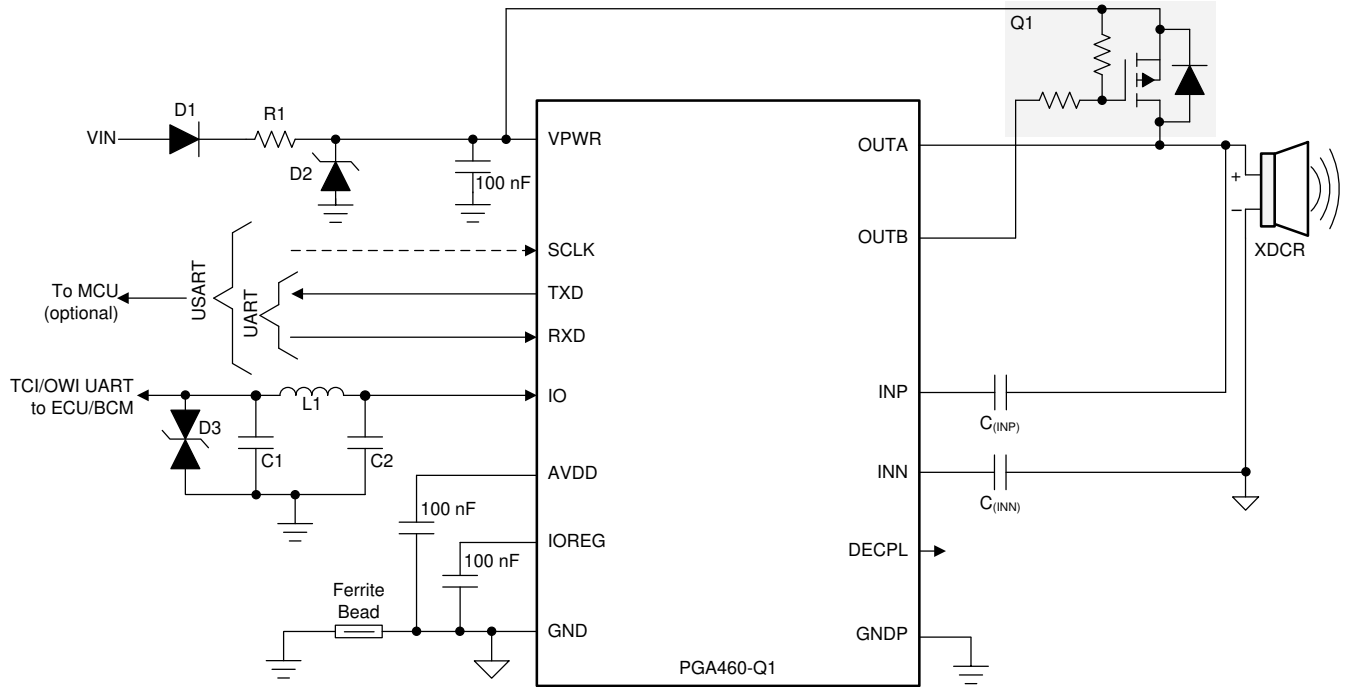 Q1
D1
R1
VIN
VPWR
OUTA
D2
100 nF
+
–
OUTB
XDCR
SCLK
To MCU
(optional)
USART
UART
TXD
RXD
TCI/OWI UART
to ECU/BCM
IO
L1
D3
C1
C2
INP
C(INP)
AVDD
INN
C(INN)
100 nF
IOREG
100 nF
DECPL
Ferrite
Bead
GND
GNDP
PGA460-Q1